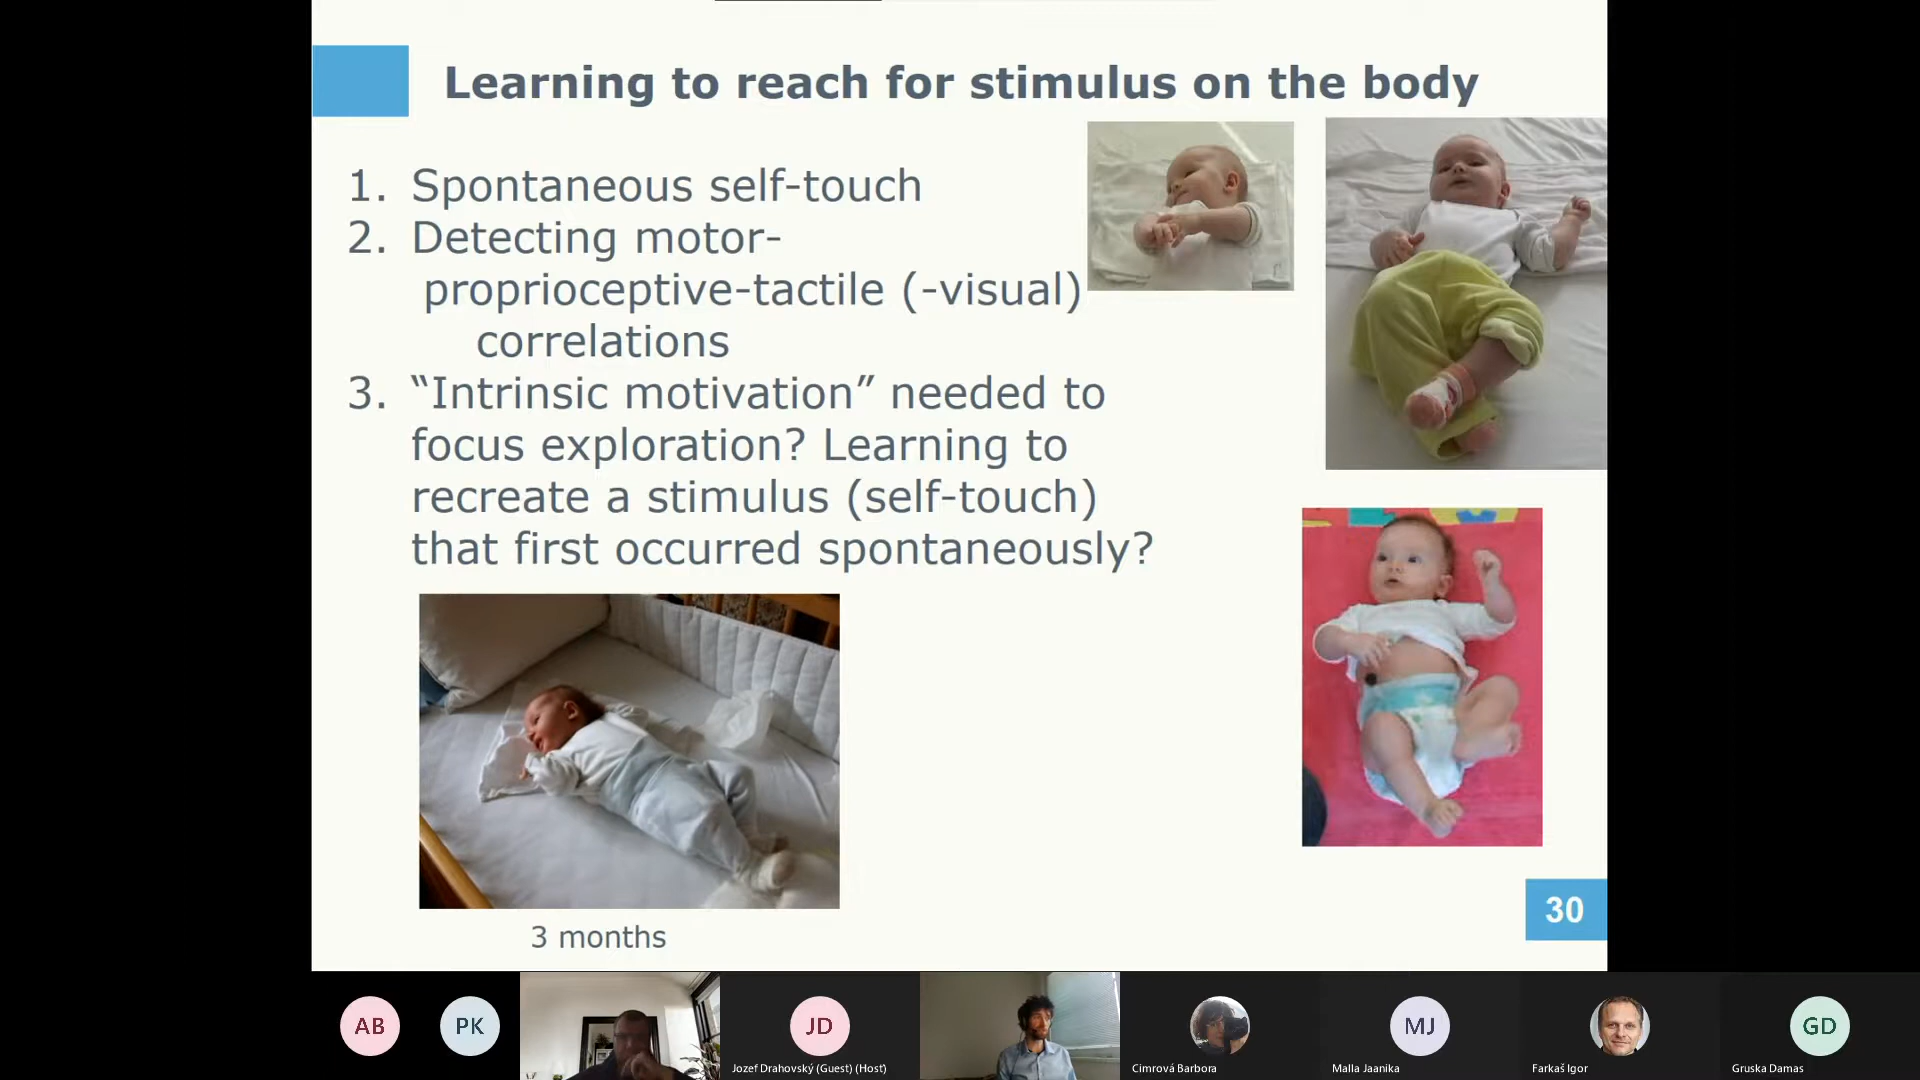 Learning to reach for stimulus on the body
1. Spontaneous self-touch
2. Detecting motor-
proprioceptive-tactile (-visual)
correlations
3. “Intrinsic motivation” needed to
focus exploration? Learning to
recreate a stimulus (self-touch)
that first occurred spontaneously?
3 months
30
AB
PK
JD
MJ
GD
Jozef Drahovský (Guest) (Host)
Cimrová Barbora
Malla Jaanika
Farkaš Igor
Gruska Damas